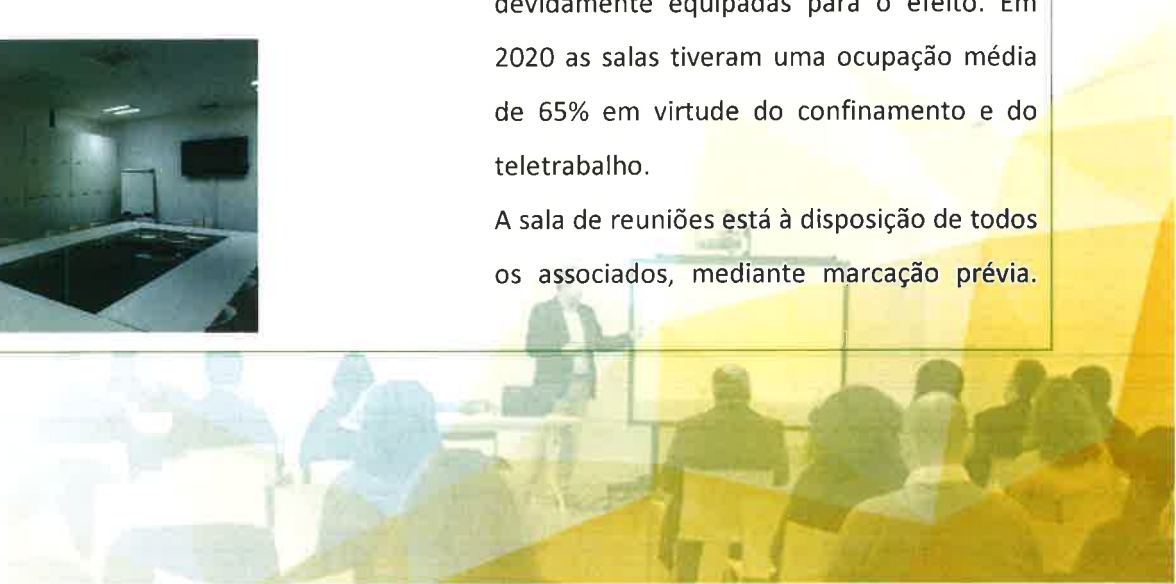 devidamente equipadas para o efeito. Em
2020 as salas tiveram uma ocupação média
de 65% em virtude do confinamento e do
teletrabalho.
A sala de reuniões está à disposição de todos
os associados, mediante marcação prévia.